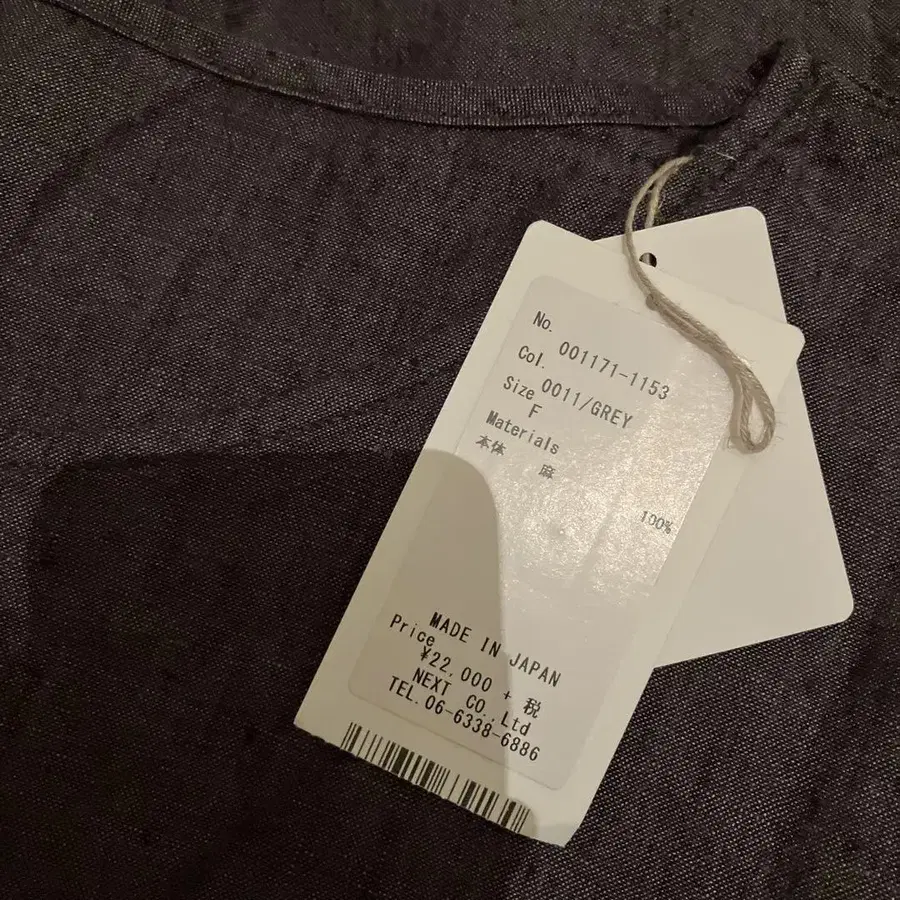 No. 001171-1153
Col. 0011/GREY
Size F
Materials
本体 麻 100%
MADE IN JAPAN
Price ¥22,000 + 税
NEXT CO.,Ltd
TEL.06-6338-6886